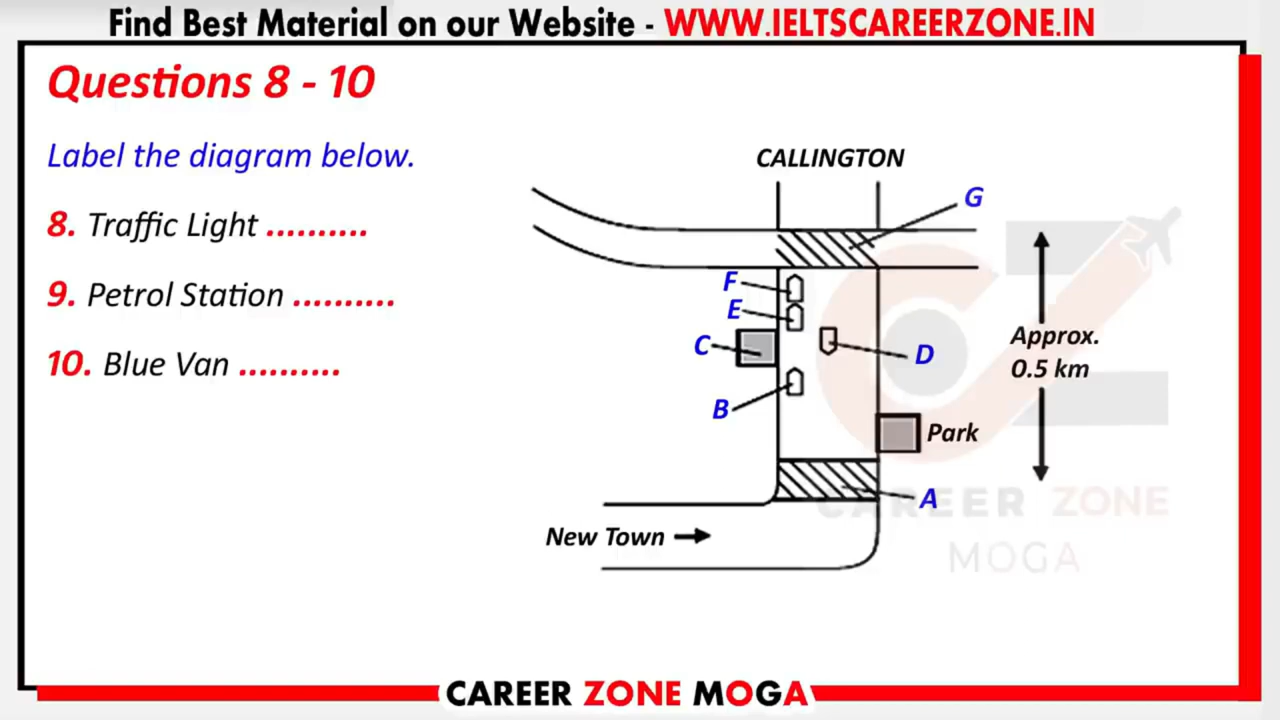 Find Best Material on our Website - WWW.IELTSCAREERZONE.IN
Questions 8 - 10
Label the diagram below.
8. Traffic Light ..........
9. Petrol Station ..........
10. Blue Van ..........
CALLINGTON
G
F
E
C
D
B
Approx.
0.5 km
Park
A
New Town
CAREER ZONE
MOGA
CAREER ZONE MOGA